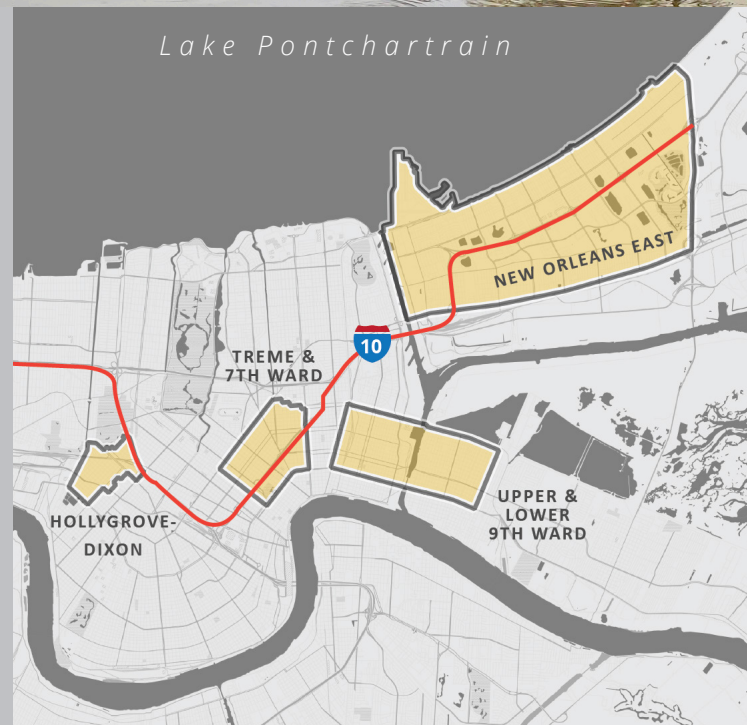 Lake Pontchartrain
NEW ORLEANS EAST
10
TREME &
7TH WARD
HOLLYGROVE-
DIXON
UPPER &
LOWER
9TH WARD